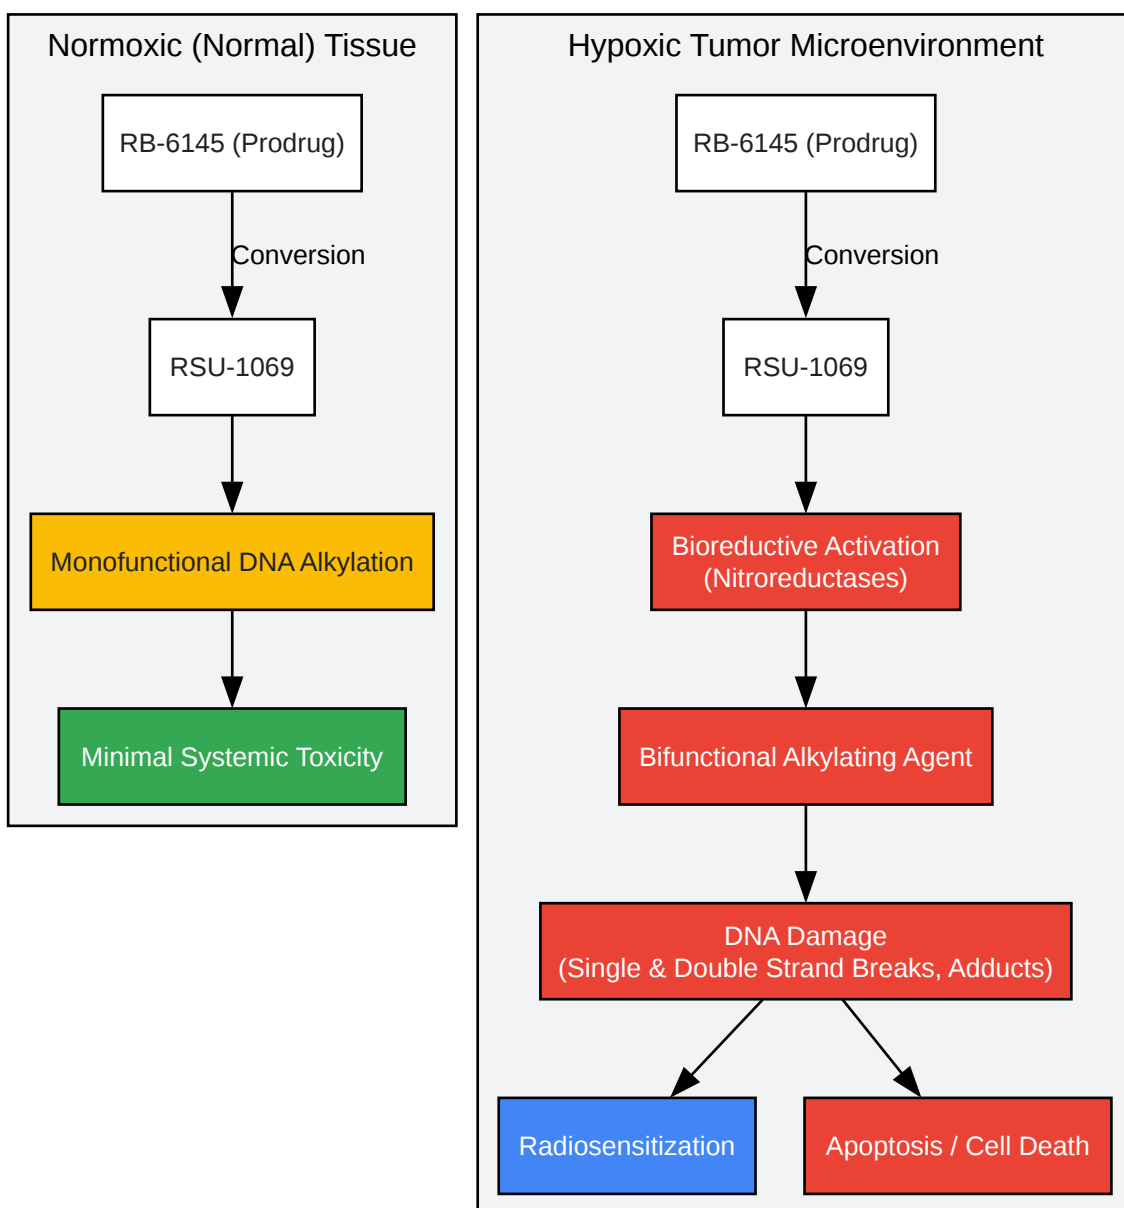 Normoxic (Normal) Tissue
RB-6145 (Prodrug)
Conversion
RSU-1069
Monofunctional DNA Alkylation
Minimal Systemic Toxicity
Hypoxic Tumor Microenvironment
RB-6145 (Prodrug)
Conversion
RSU-1069
Bioreductive Activation
(Nitroreductases)
Bifunctional Alkylating Agent
DNA Damage
(Single & Double Strand Breaks, Adducts)
Radiosensitization
Apoptosis / Cell Death